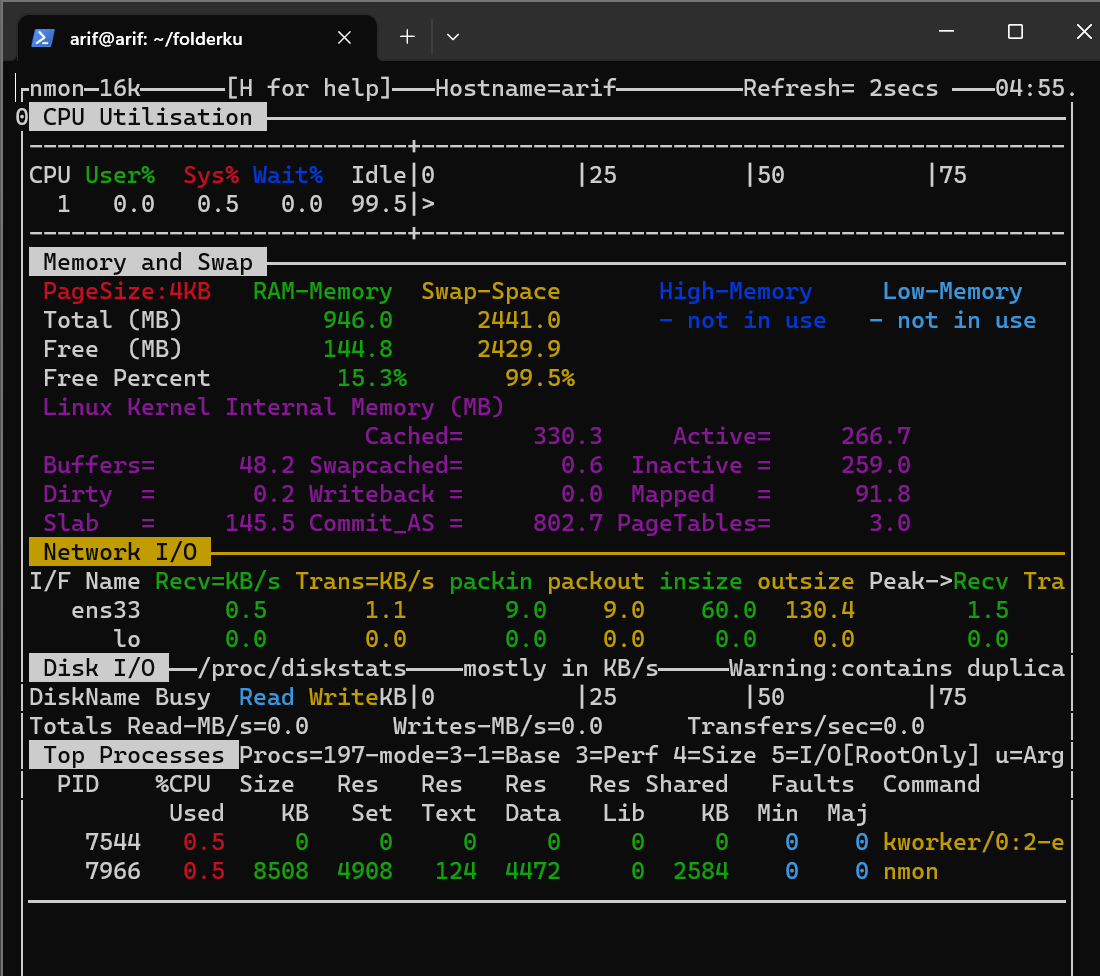 arif@arif: ~/folderku
nmon-16k [H for help] Hostname=arif Refresh= 2secs 04:55.
0 CPU Utilisation
CPU User% Sys% Wait% Idle|0 |25 |50 |75
1 0.0 0.5 0.0 99.5|>
Memory and Swap
PageSize:4KB RAM-Memory Swap-Space High-Memory Low-Memory
Total (MB) 946.0 2441.0 - not in use - not in use
Free (MB) 144.8 2429.9
Free Percent 15.3% 99.5%
Linux Kernel Internal Memory (MB)
Cached= 330.3 Active= 266.7
Buffers= 48.2 Swapcached= 0.6 Inactive = 259.0
Dirty = 0.2 Writeback = 0.0 Mapped = 91.8
Slab = 145.5 Commit_AS = 802.7 PageTables= 3.0
Network I/O
I/F Name Recv=KB/s Trans=KB/s packin packout insize outsize Peak->Recv Tra
ens33 0.5 1.1 9.0 9.0 60.0 130.4 1.5
lo 0.0 0.0 0.0 0.0 0.0 0.0 0.0
Disk I/O /proc/diskstats mostly in KB/s Warning:contains duplica
DiskName Busy Read WriteKB|0 |25 |50 |75
Totals Read-MB/s=0.0 Writes-MB/s=0.0 Transfers/sec=0.0
Top Processes Procs=197-mode=3-1=Base 3=Perf 4=Size 5=I/O[RootOnly] u=Arg
PID %CPU Size Res Res Res Res Shared Faults Command
Used KB Set Text Data Lib KB Min Maj
7544 0.5 0 0 0 0 0 0 0 0 kworker/0:2-e
7966 0.5 8508 4908 124 4472 0 2584 0 0 nmon